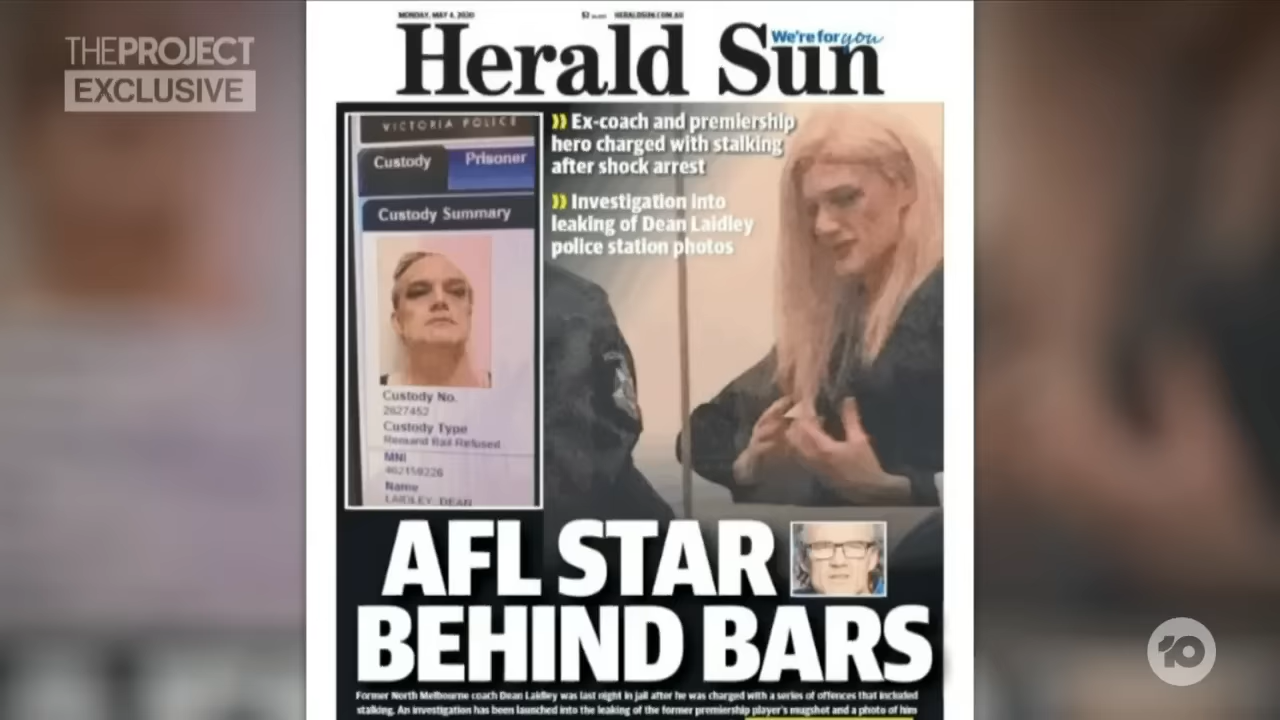 THEPROJECT
EXCLUSIVE
MONDAY, MAY 4, 2020
HERALDSUN.COM.AU
We're for you
Herald Sun
VICTORIA POLICE
Custody
Prisoner
Custody Summary
Custody No.
2627452
Custody Type
Remand Bail Refused
MNI
462158226
Name
LAIDLEY, DEAN
Ex-coach and premiership
hero charged with stalking
after shock arrest
Investigation into
leaking of Dean Laidley
police station photos
AFL STAR
BEHIND BARS
Former North Melbourne coach Dean Laidley was last night in jail after he was charged with a series of offences that included
stalking. An investigation has been launched into the leaking of the former premiership player's mugshot and a photo of him
10